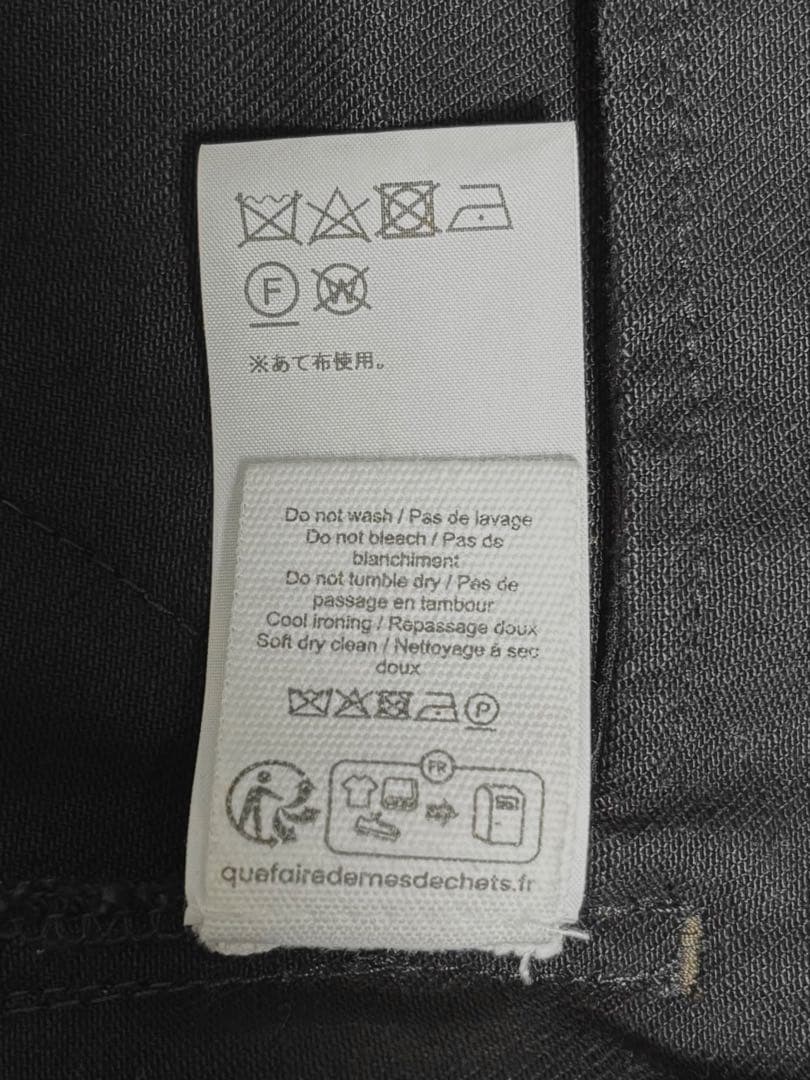 F W
※あて布使用。
Do not wash / Pas de lavage
Do not bleach / Pas de
blanchiment
Do not tumble dry / Pas de
passage en tambour
Cool ironing / Repassage doux
Soft dry clean / Nettoyage à sec
doux
P
FR
quefairedemesdechets.fr